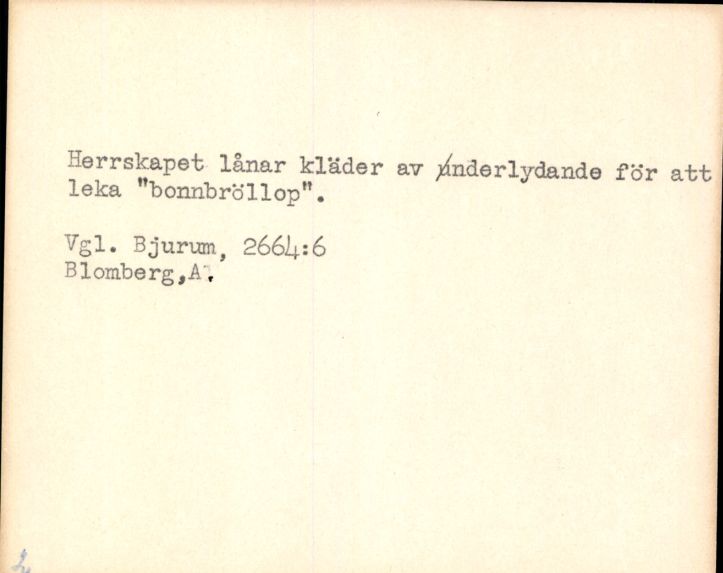 Herrskapet lånar kläder av underlydande för att
leka "bonnbröllop".
Vgl. Bjurum, 2664:6
Blomberg,A.